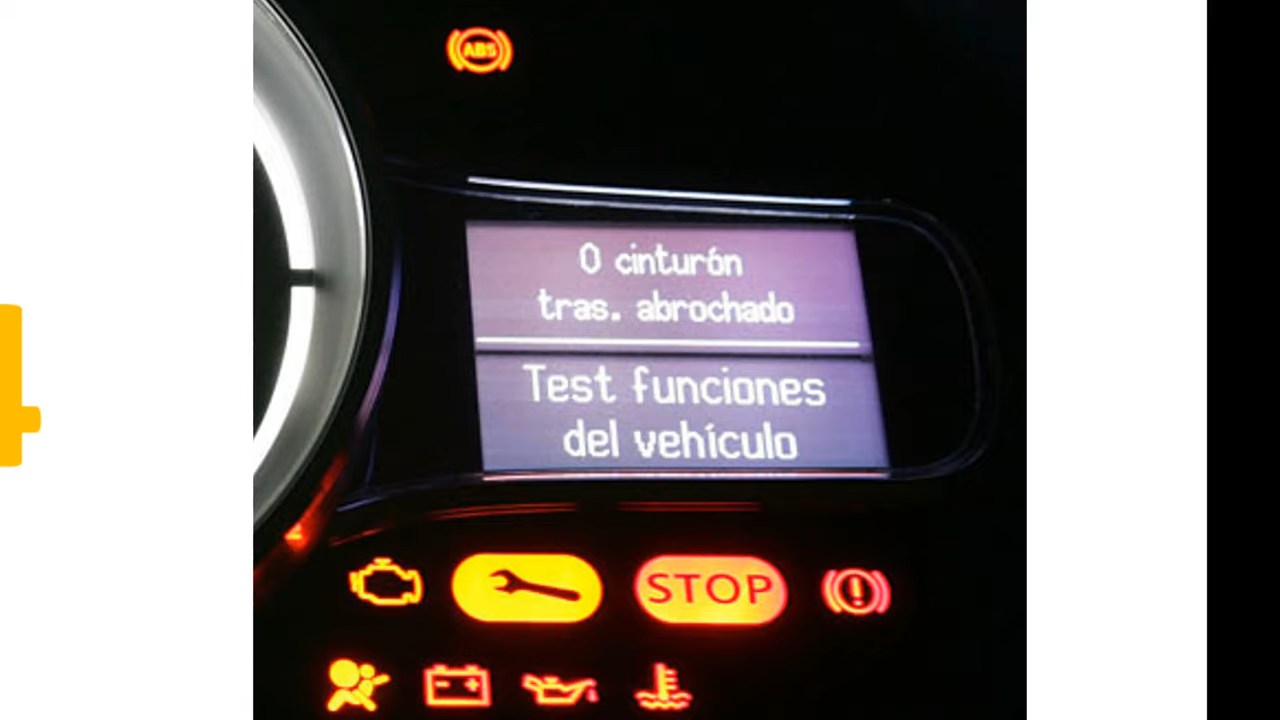 ABS
0 cinturón
tras. abrochado
Test funciones
del vehículo
STOP